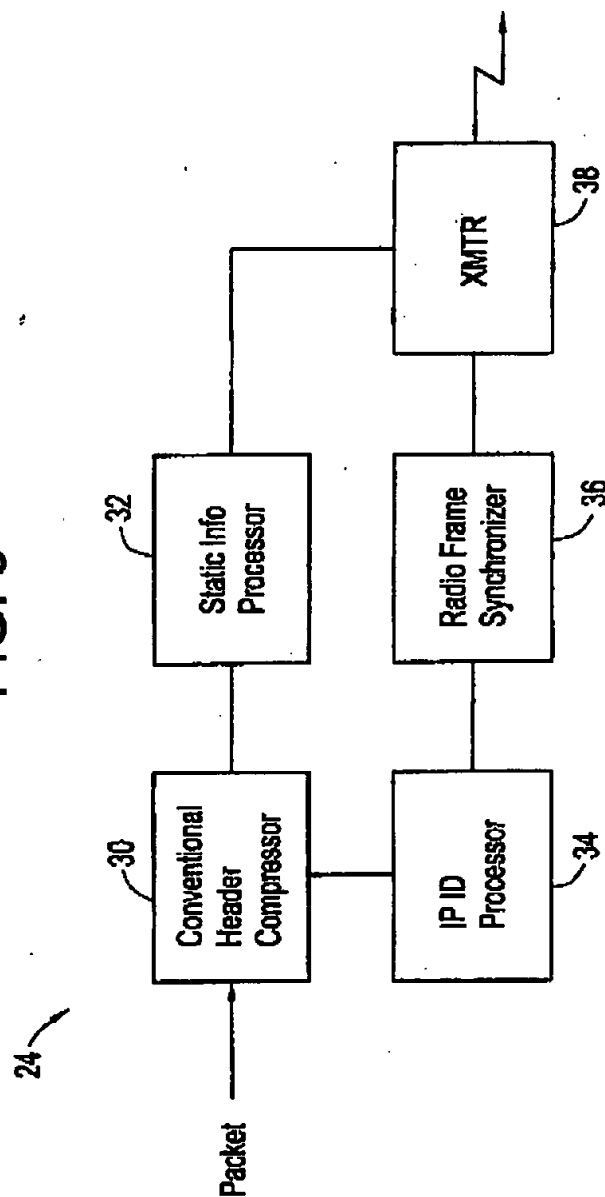 24
Packet
30
Conventional
Header
Compressor
32
Static Info
Processor
34
IP ID
Processor
36
Radio Frame
Synchronizer
38
XMTR